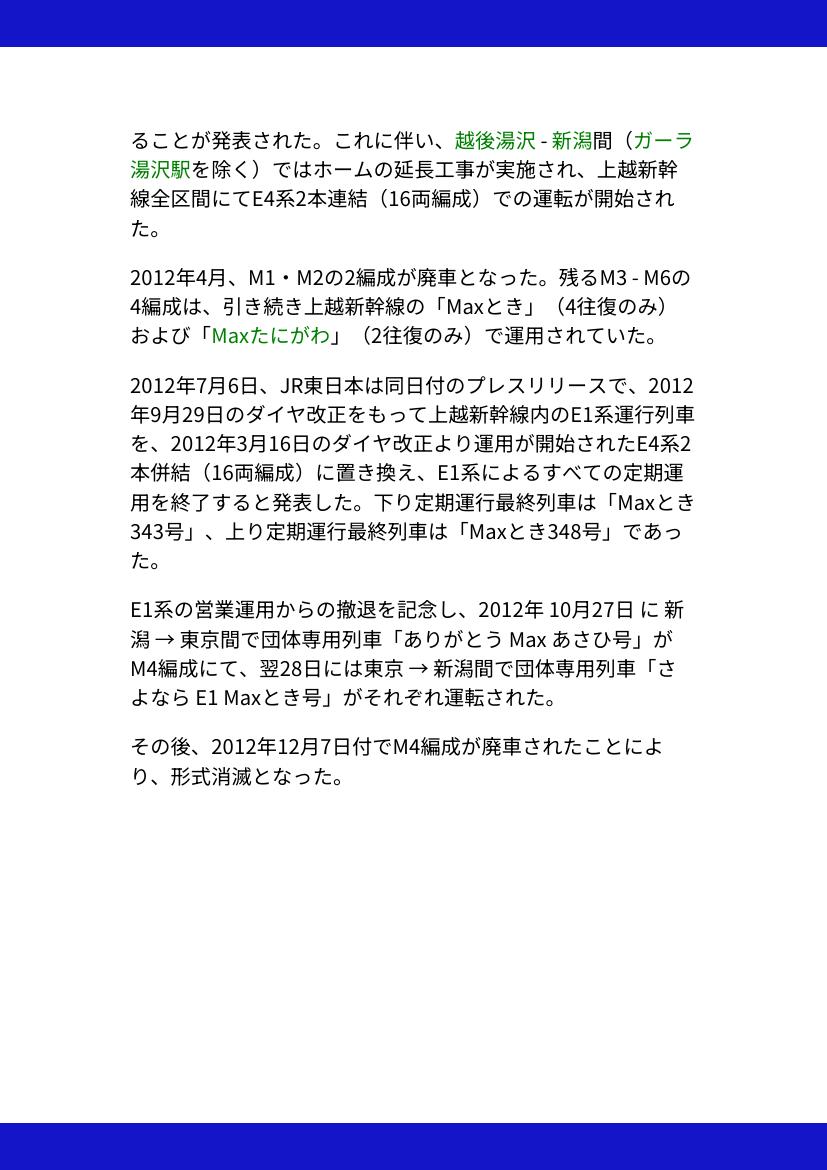 ることが発表された。これに伴い、越後湯沢 - 新潟間（ガーラ
湯沢駅を除く）ではホームの延長工事が実施され、上越新幹
線全区間にてE4系2本連結（16両編成）での運転が開始され
た。
2012年4月、M1・M2の2編成が廃車となった。残るM3 - M6の
4編成は、引き続き上越新幹線の「Maxとき」（4往復のみ）
および「Maxたにがわ」（2往復のみ）で運用されていた。
2012年7月6日、JR東日本は同日付のプレスリリースで、2012
年9月29日のダイヤ改正をもって上越新幹線内のE1系運行列車
を、2012年3月16日のダイヤ改正より運用が開始されたE4系2
本併結（16両編成）に置き換え、E1系によるすべての定期運
用を終了すると発表した。下り定期運行最終列車は「Maxとき
343号」、上り定期運行最終列車は「Maxとき348号」であっ
た。
E1系の営業運用からの撤退を記念し、2012年 10月27日 に 新
潟 → 東京間で団体専用列車「ありがとう Max あさひ号」が
M4編成にて、翌28日には東京 → 新潟間で団体専用列車「さ
よなら E1 Maxとき号」がそれぞれ運転された。
その後、2012年12月7日付でM4編成が廃車されたことによ
り、形式消滅となった。